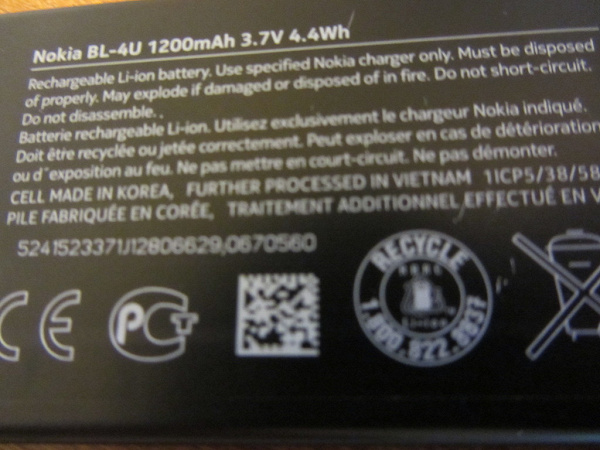 Nokia BL-4U 1200mAh 3.7V 4.4Wh
Rechargeable Li-ion battery. Use specified Nokia charger only. Must be disposed
of properly. May explode if damaged or disposed of in fire. Do not short-circuit.
Do not disassemble.
Batterie rechargeable Li-ion. Utilisez exclusivement le chargeur Nokia indiqué.
Doit être recyclée ou jetée correctement. Peut exploser en cas de détérioration
ou d'exposition au feu. Ne pas mettre en court-circuit. Ne pas démonter.
CELL MADE IN KOREA, FURTHER PROCESSED IN VIETNAM 1ICP5/38/58
PILE FABRIQUÉE EN CORÉE, TRAITEMENT ADDITIONNEL EFFECTUÉ EN V
5241523371J12806629,0670560
CE
PCT
RECYCLE
1.800.822.8837